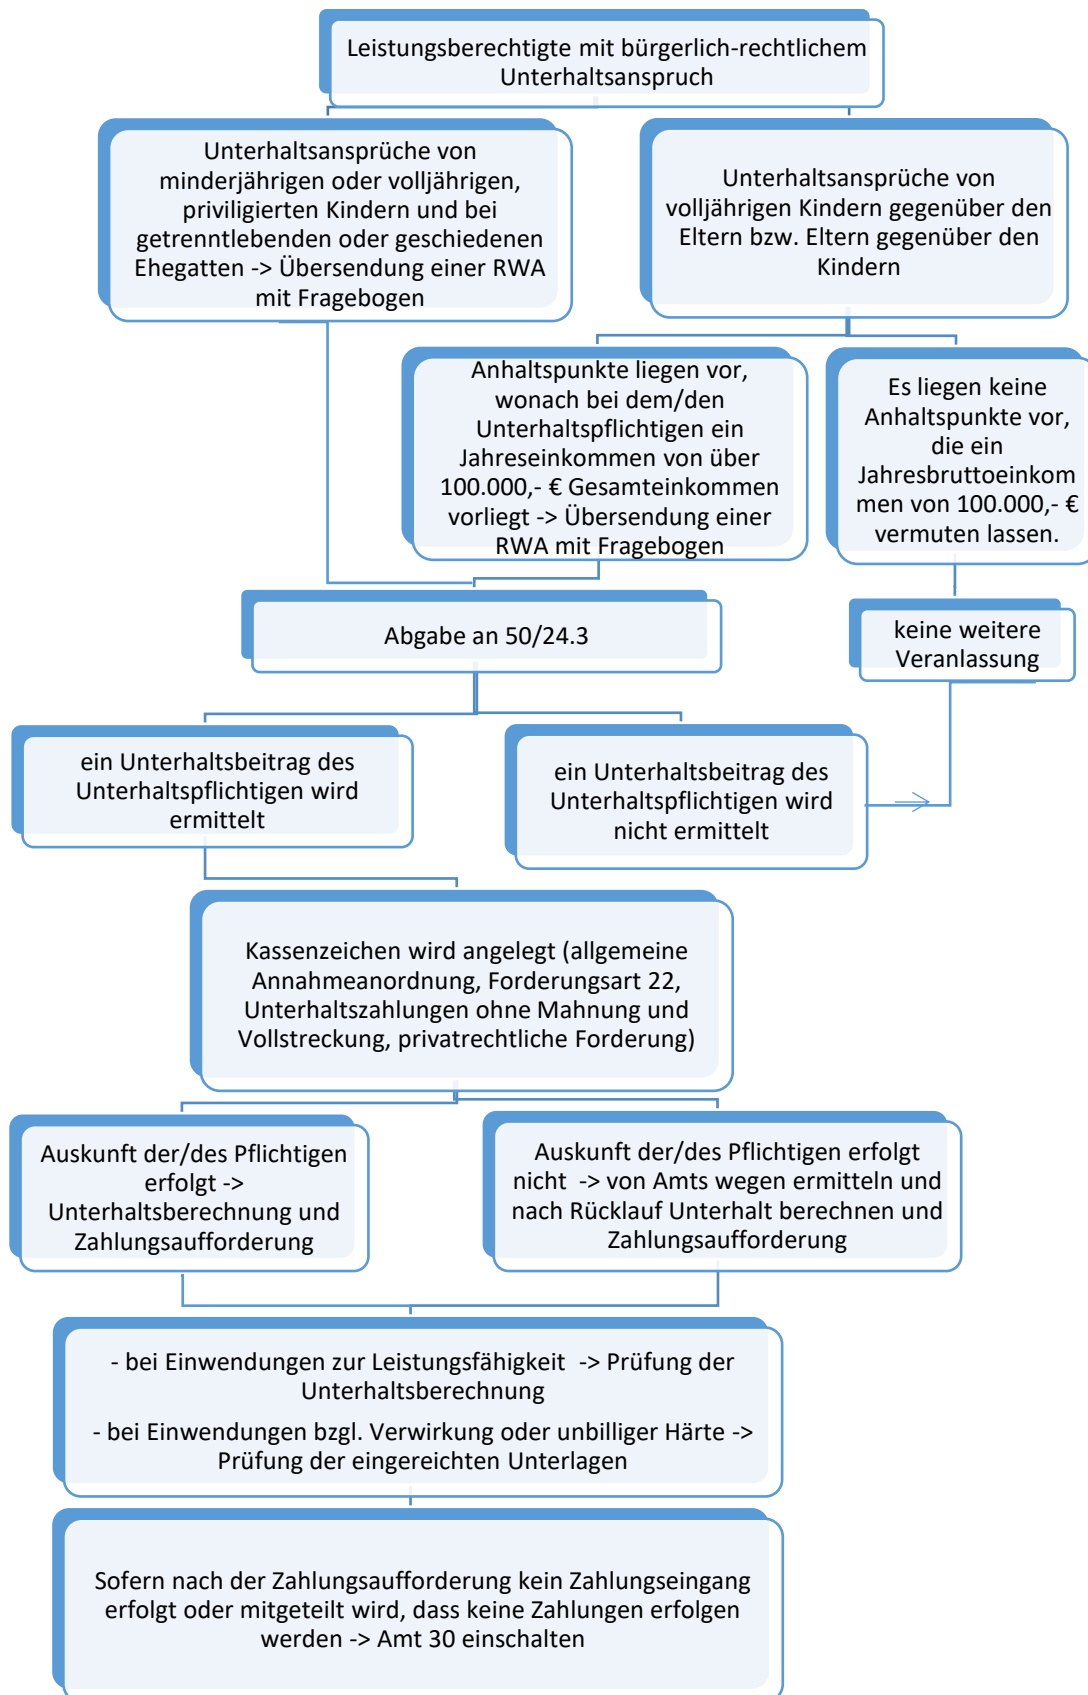 Leistungsberechtigte mit bürgerlich-rechtlichem
Unterhaltsanspruch
Unterhaltsansprüche von
minderjährigen oder volljährigen,
priviligierten Kindern und bei
getrenntlebenden oder geschiedenen
Ehegatten -> Übersendung einer RWA
mit Fragebogen
Unterhaltsansprüche von
volljährigen Kindern gegenüber den
Eltern bzw. Eltern gegenüber den
Kindern
Anhaltspunkte liegen vor,
wonach bei dem/den
Unterhaltspflichtigen ein
Jahreseinkommen von über
100.000,- € Gesamteinkommen
vorliegt -> Übersendung einer
RWA mit Fragebogen
Es liegen keine
Anhaltspunkte vor,
die ein
Jahresbruttoeinkom
men von 100.000,- €
vermuten lassen.
Abgabe an 50/24.3
keine weitere
Veranlassung
ein Unterhaltsbeitrag des
Unterhaltspflichtigen wird
ermittelt
ein Unterhaltsbeitrag des
Unterhaltspflichtigen wird
nicht ermittelt
Kassenzeichen wird angelegt (allgemeine
Annahmeanordnung, Forderungsart 22,
Unterhaltszahlungen ohne Mahnung und
Vollstreckung, privatrechtliche Forderung)
Auskunft der/des Pflichtigen
erfolgt ->
Unterhaltsberechnung und
Zahlungsaufforderung
Auskunft der/des Pflichtigen erfolgt
nicht -> von Amts wegen ermitteln und
nach Rücklauf Unterhalt berechnen und
Zahlungsaufforderung
- bei Einwendungen zur Leistungsfähigkeit -> Prüfung der
Unterhaltsberechnung
- bei Einwendungen bzgl. Verwirkung oder unbilliger Härte ->
Prüfung der eingereichten Unterlagen
Sofern nach der Zahlungsaufforderung kein Zahlungseingang
erfolgt oder mitgeteilt wird, dass keine Zahlungen erfolgen
werden -> Amt 30 einschalten